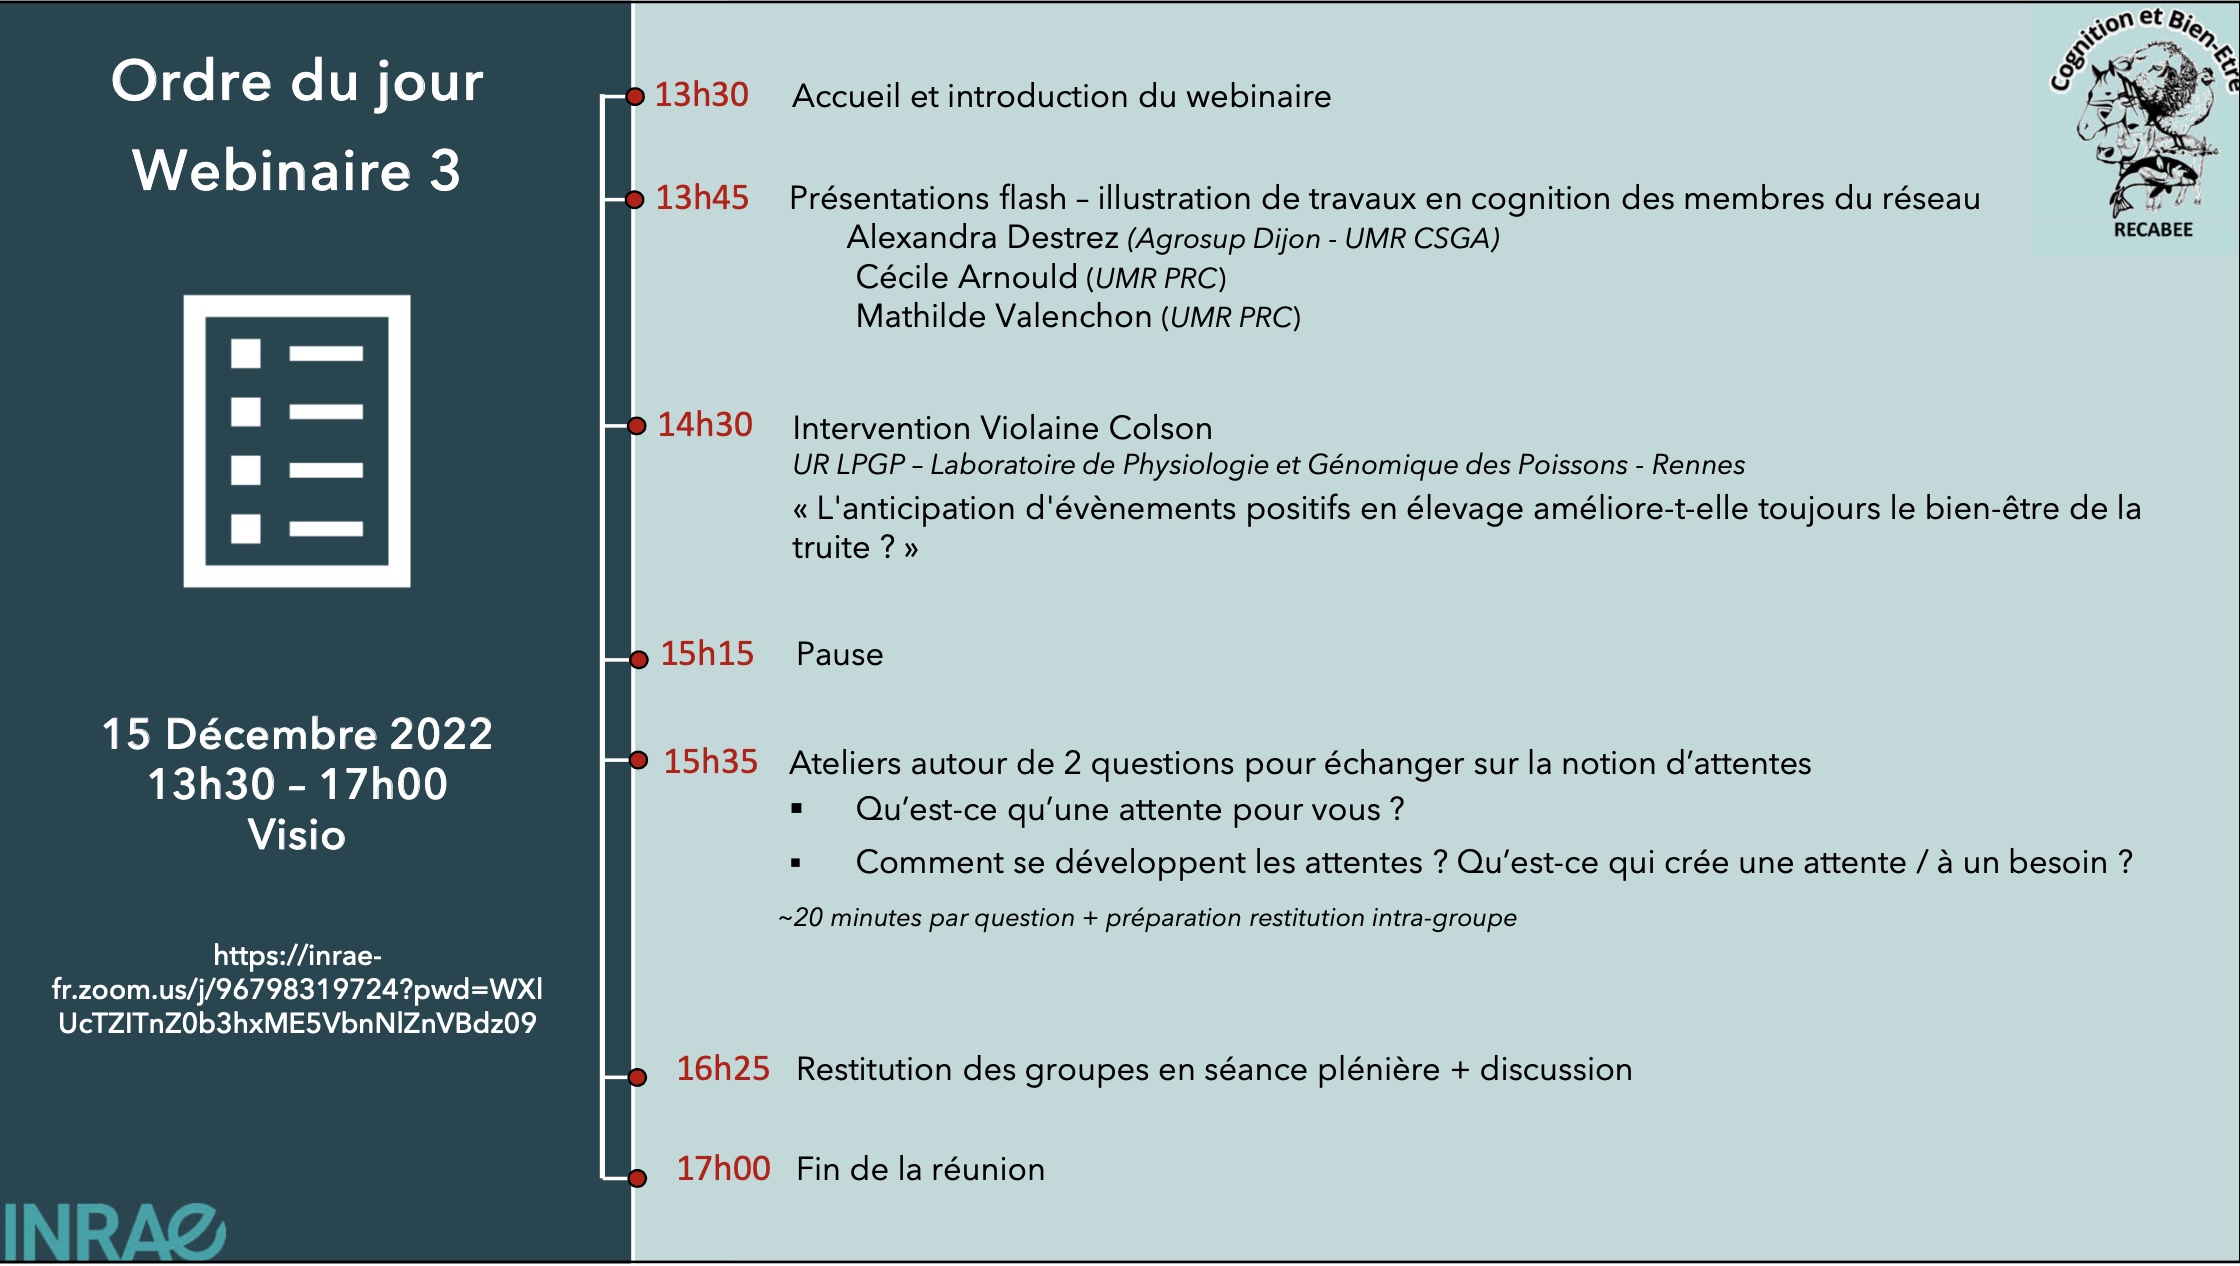 Ordre du jour
Webinaire 3
15 Décembre 2022
13h30 – 17h00
Visio
https://inrae-
fr.zoom.us/j/96798319724?pwd=WXl
UcTZITnZ0b3hxME5VbnNlZnVBdz09
INRAE
13h30 Accueil et introduction du webinaire
13h45 Présentations flash – illustration de travaux en cognition des membres du réseau
Alexandra Destrez (Agrosup Dijon - UMR CSGA)
Cécile Arnould (UMR PRC)
Mathilde Valenchon (UMR PRC)
14h30 Intervention Violaine Colson
UR LPGP – Laboratoire de Physiologie et Génomique des Poissons - Rennes
« L'anticipation d'évènements positifs en élevage améliore-t-elle toujours le bien-être de la
truite ? »
15h15 Pause
15h35 Ateliers autour de 2 questions pour échanger sur la notion d’attentes
▪ Qu’est-ce qu’une attente pour vous ?
▪ Comment se développent les attentes ? Qu’est-ce qui crée une attente / à un besoin ?
~20 minutes par question + préparation restitution intra-groupe
16h25 Restitution des groupes en séance plénière + discussion
17h00 Fin de la réunion
Cognition et Bien-Etre
RECABEE